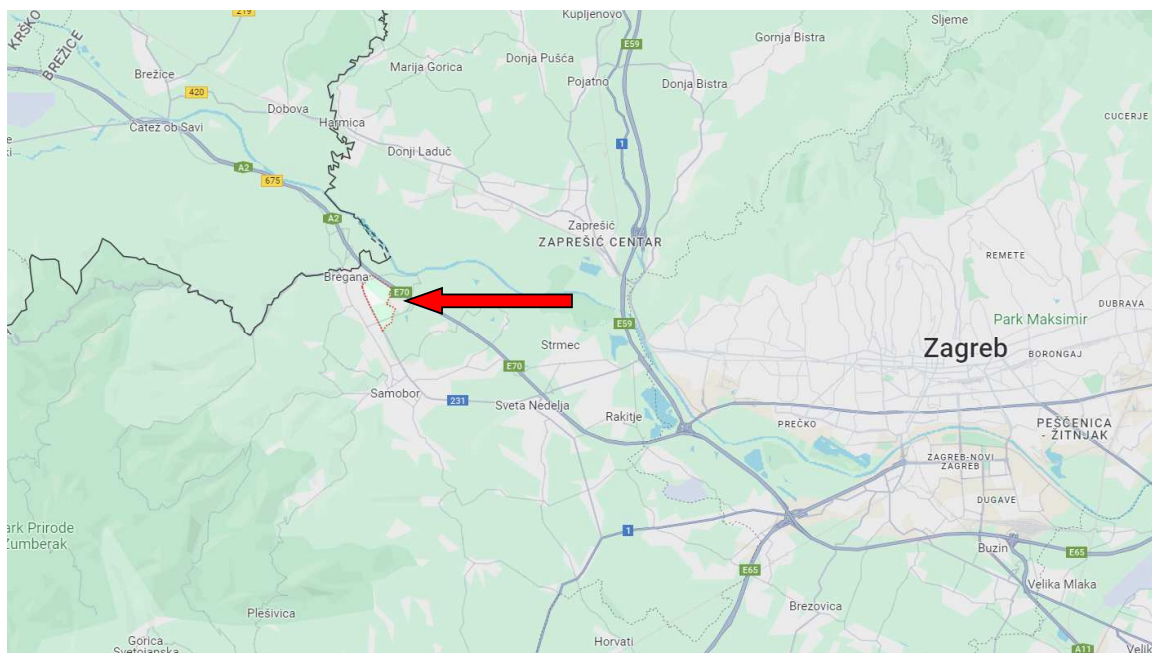 219
Kupljenovo
Sljeme
KRŠKO
BREŽICE
E59
Gornja Bistra
Donja Pušća
Marija Gorica
Brežice
Pojatno
Donja Bistra
420
Dobova
Harmica
CUCERJE
Čatež ob Savi
1
Donji Laduč
A2
675
A2
Zaprešić
ZAPREŠIĆ CENTAR
REMETE
Bregana
E70
DUBRAVA
Park Maksimir
E59
Strmec
Zagreb
BORONGAJ
E70
Samobor
231
Sveta Nedelja
Rakitje
PREČKO
PEŠČENICA
- ŽITNJAK
ZAGREB-NOVI
ZAGREB
DUGAVE
ark Prirode
Žumberak
1
Buzin
E65
E65
Velika Mlaka
Plešivica
Brezovica
Gorica
Svetojanska
Horvati
A11
Velik